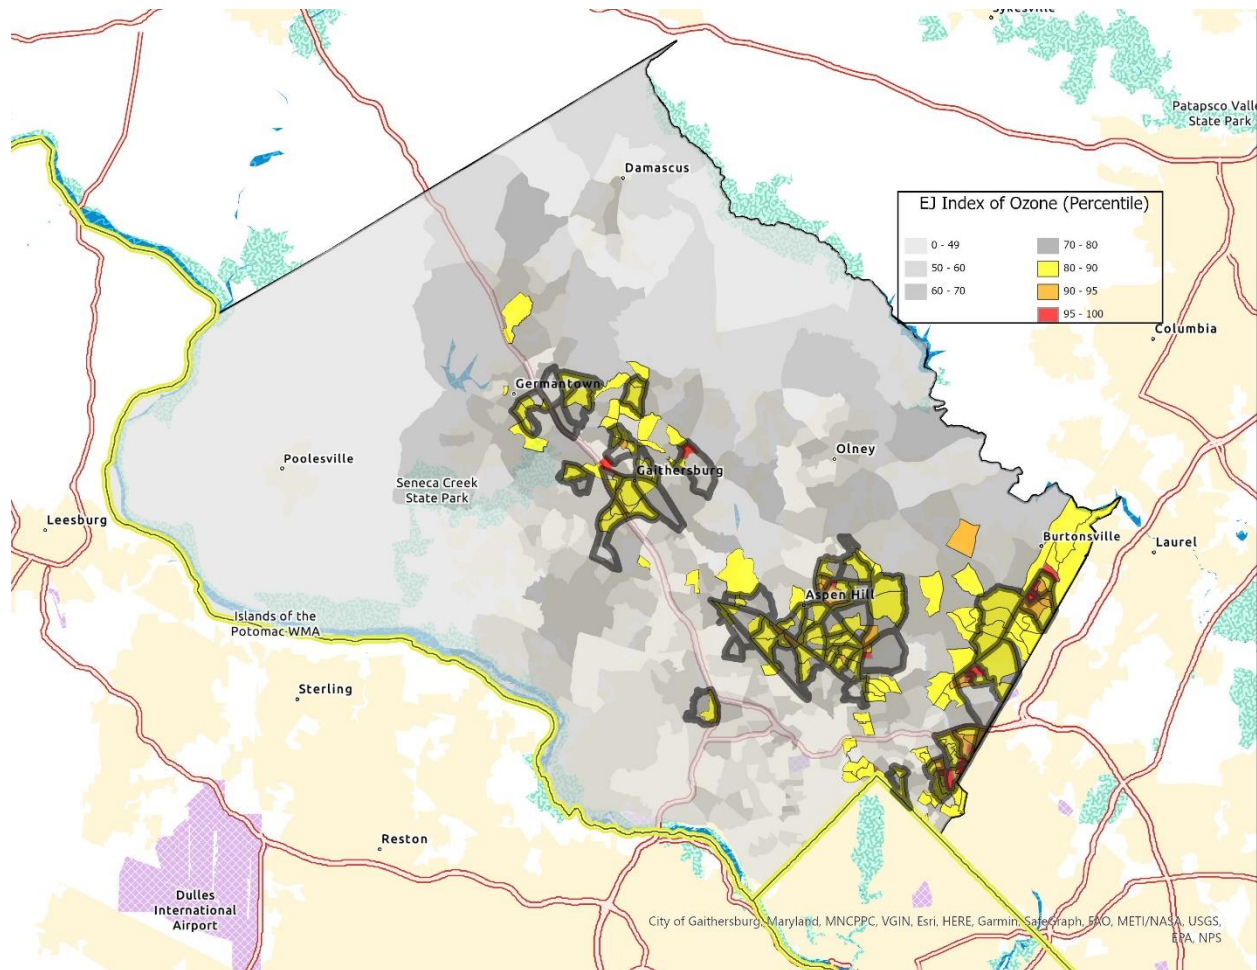 Sykesville
Patapsco Valle
State Park
Damascus
EJ Index of Ozone (Percentile)
0 - 49
70 - 80
50 - 60
80 - 90
60 - 70
90 - 95
95 - 100
Columbia
Germantown
Olney
Poolesville
Gaithersburg
Seneca Creek
State Park
Leesburg
Burtonsville
Laurel
Aspen Hill
Islands of the
Potomac WMA
Sterling
Reston
Dulles
International
Airport
City of Gaithersburg, Maryland, MNCPPC, VGIN, Esri, HERE, Garmin, SafeGraph, FAO, METI/NASA, USGS,
EPA, NPS